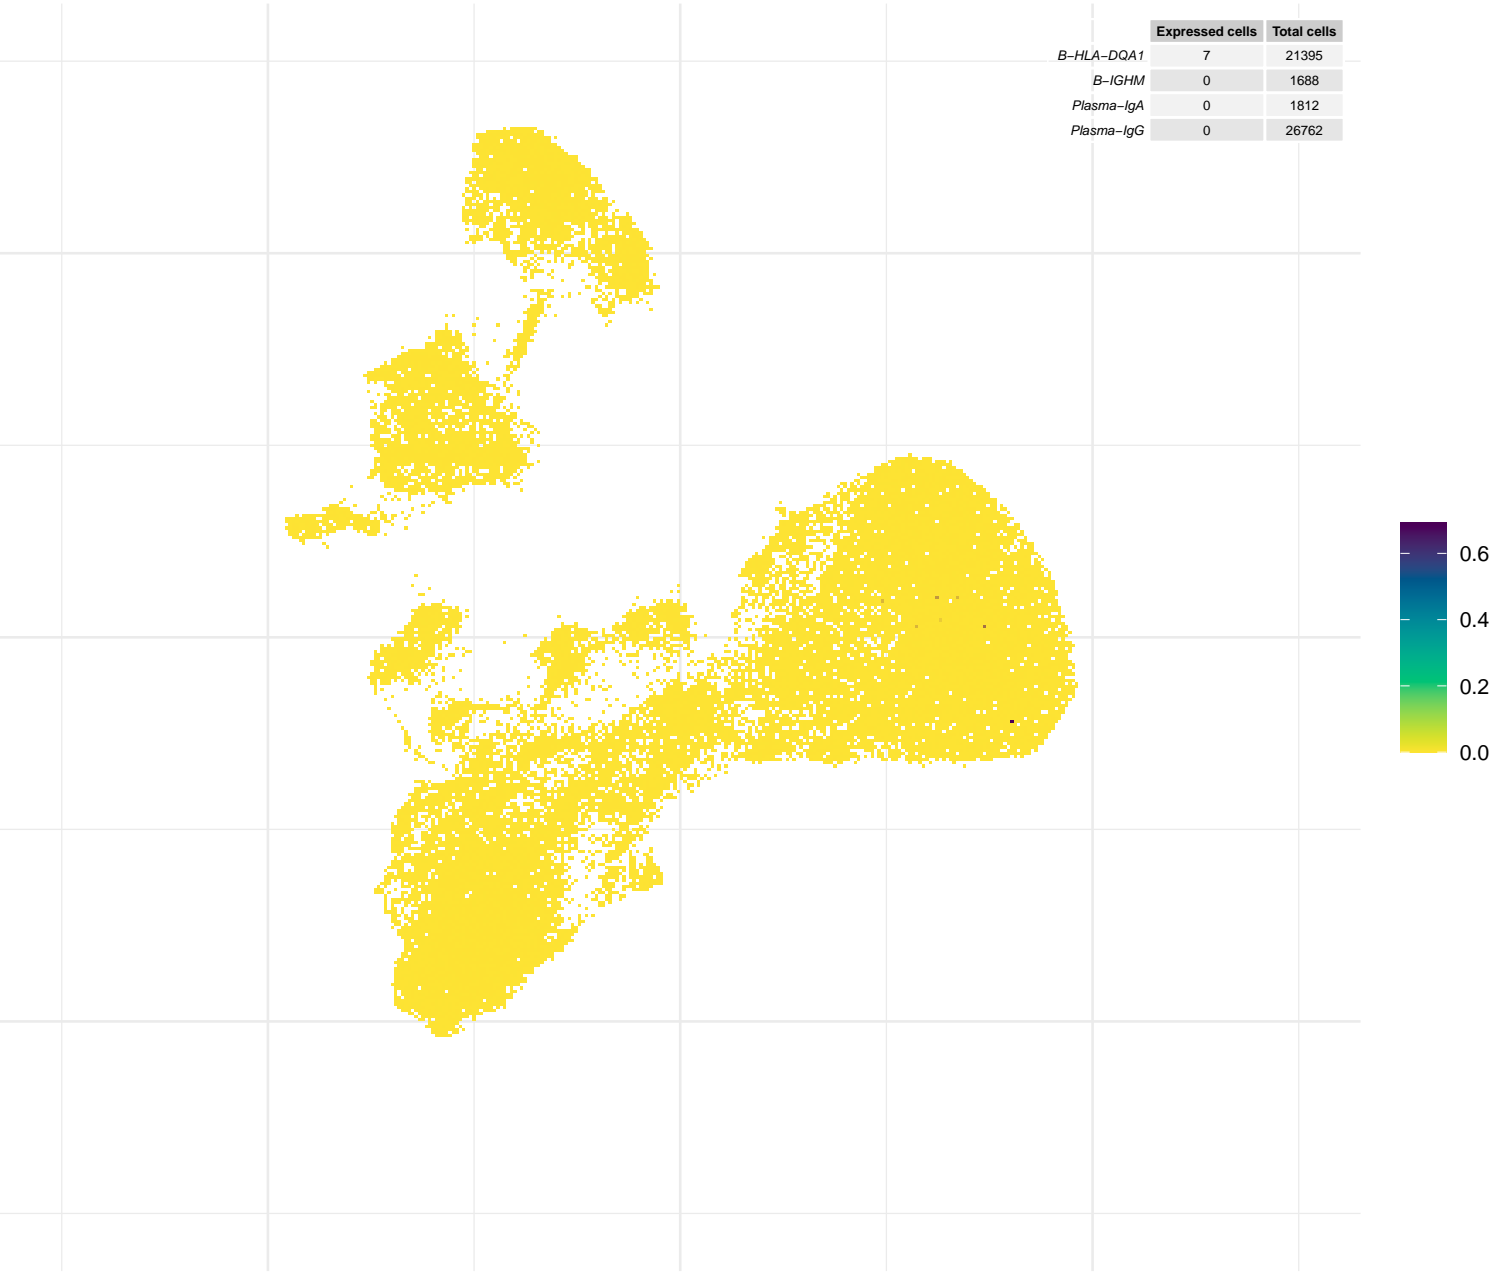 Expressed cells Total cells
B−HLA−DQA1 7 21395
B−IGHM 0 1688
Plasma−IgA 0 1812
Plasma−IgG 0 26762
0.6
0.4
0.2
0.0